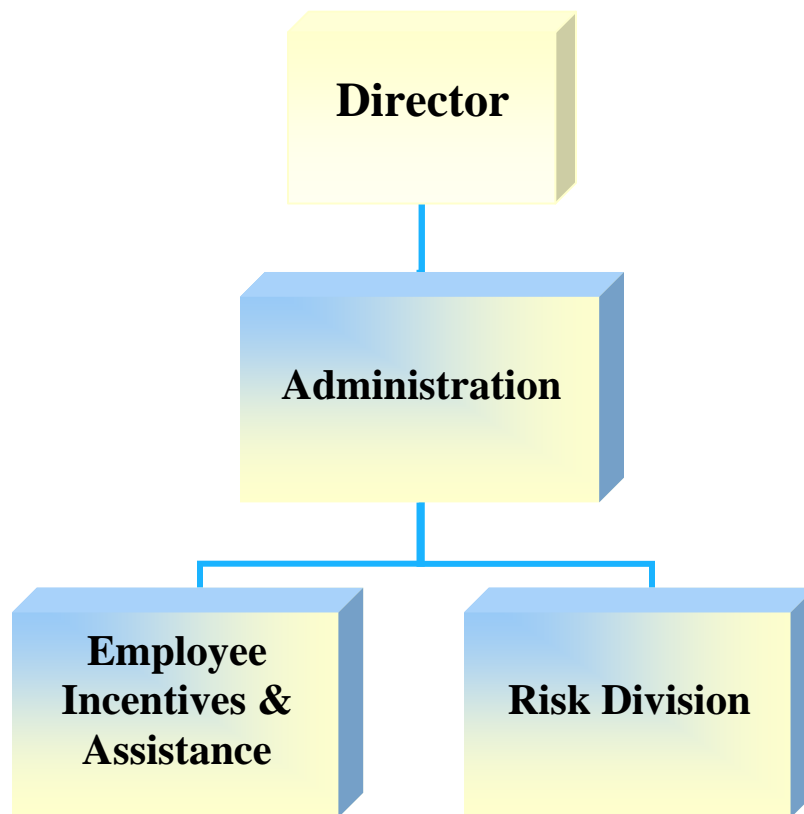 Director
Administration
Employee
Incentives &
Assistance
Risk Division